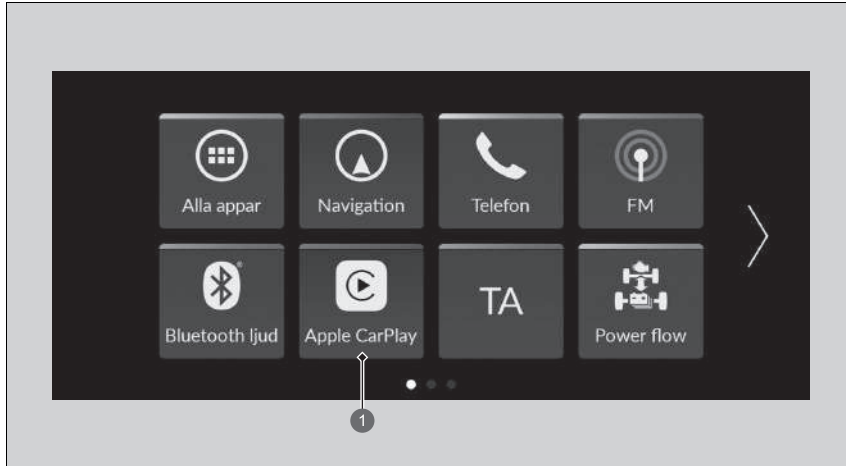 Alla appar
Navigation
Telefon
FM
Bluetooth ljud
Apple CarPlay
TA
Power flow
1